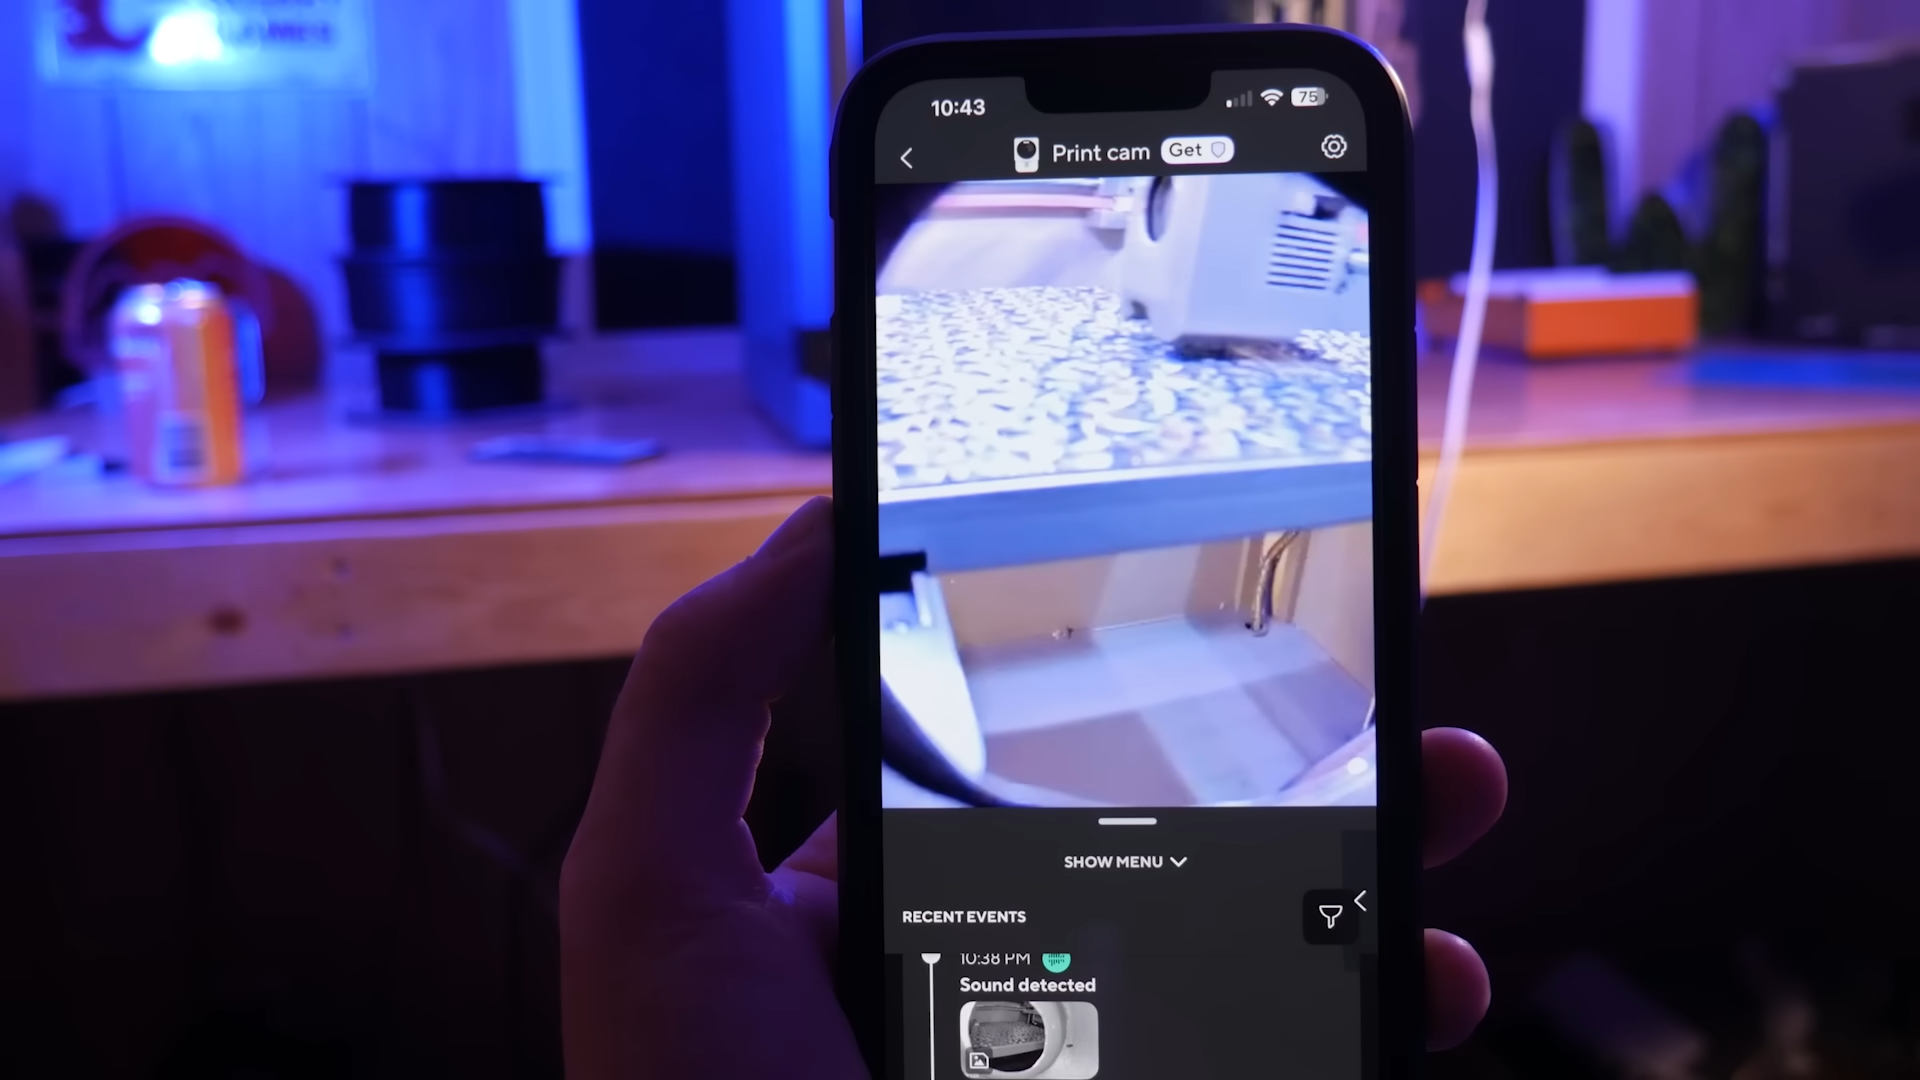 10:43
75
Print cam Get
SHOW MENU
RECENT EVENTS
10:38 PM
Sound detected